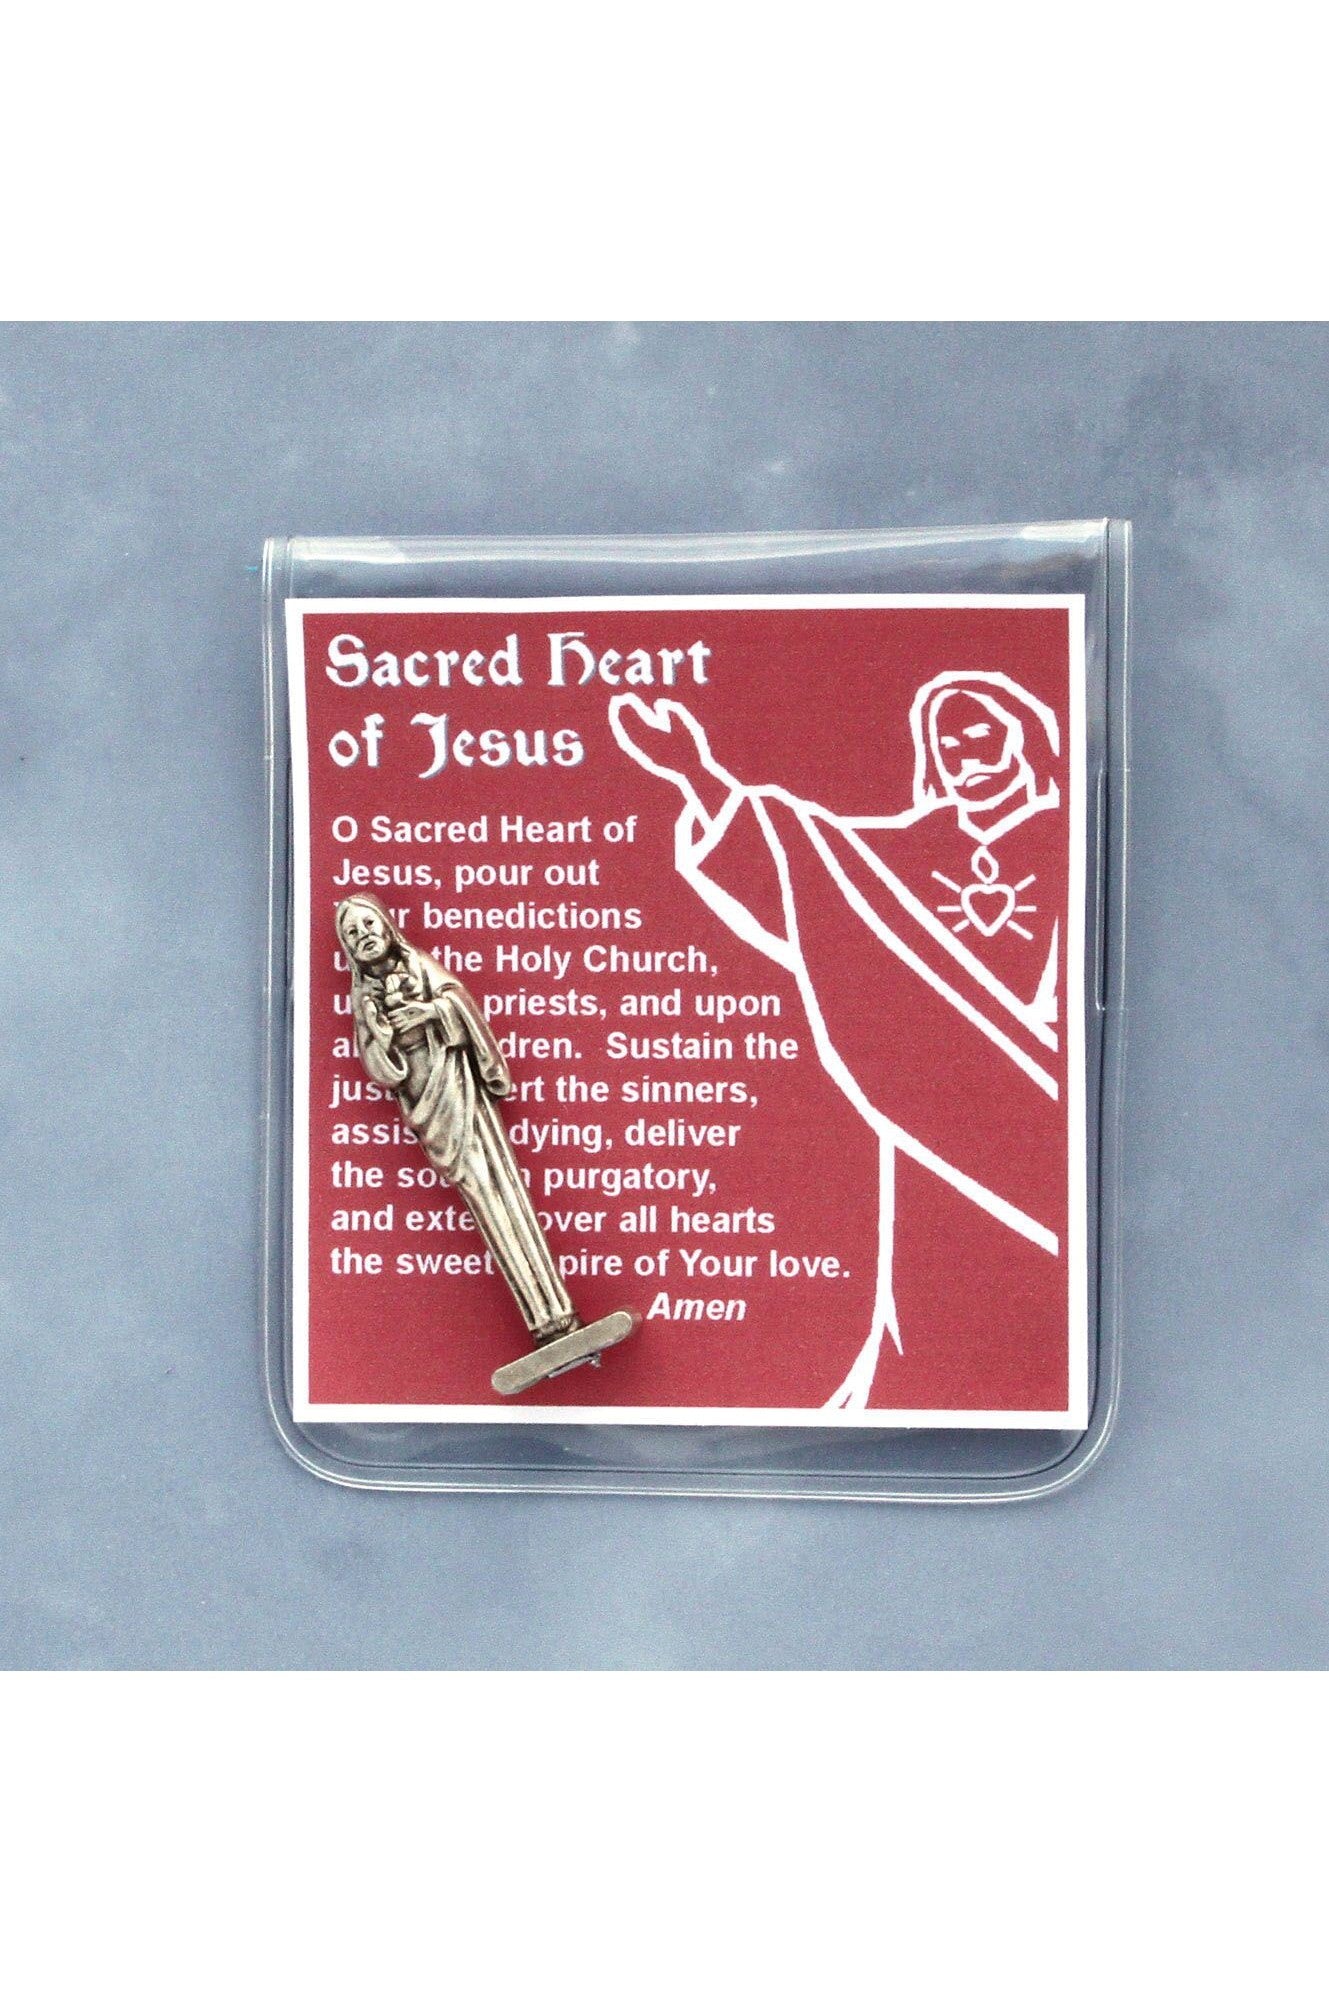 Sacred Heart
of Jesus
O Sacred Heart of
Jesus, pour out
benedictions
the Holy Church,
priests, and upon
Sustain the
the sinners,
dying, deliver
the purgatory,
and over all hearts
the sweet of Your love.
Amen